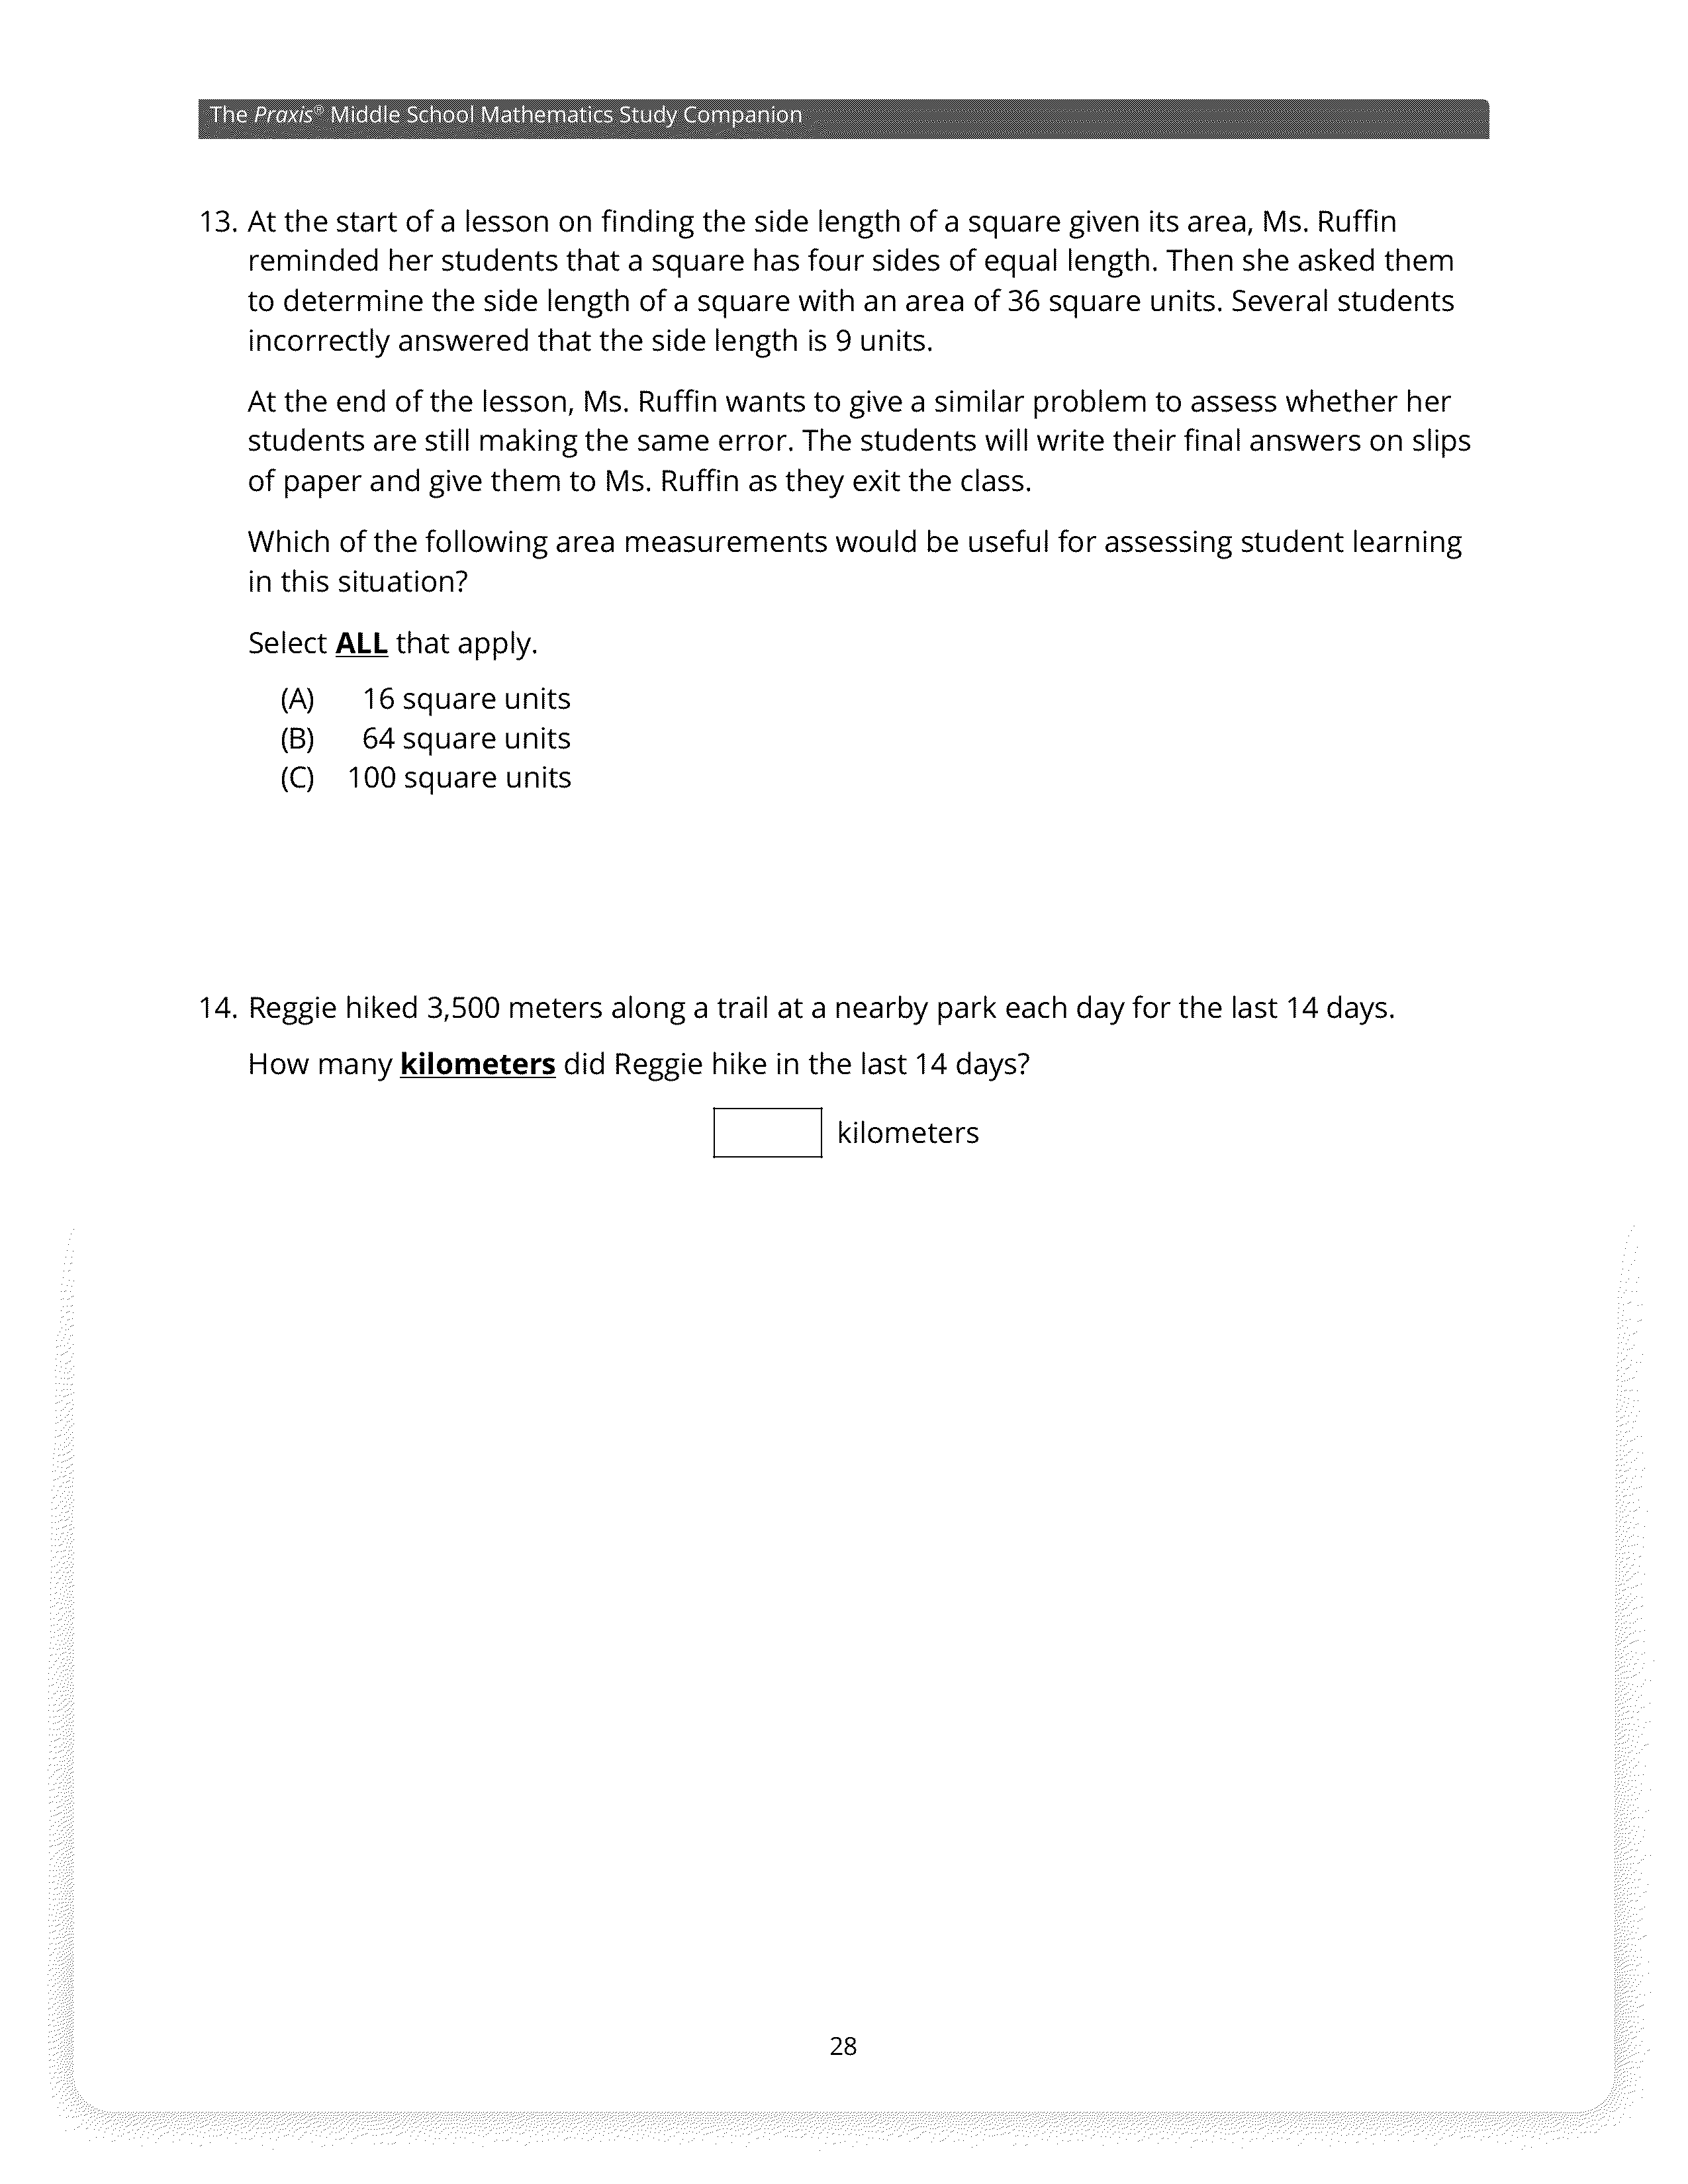 The Praxis® Middle School Mathematics Study Companion
13. At the start of a lesson on finding the side length of a square given its area, Ms. Ruffin
reminded her students that a square has four sides of equal length. Then she asked them
to determine the side length of a square with an area of 36 square units. Several students
incorrectly answered that the side length is 9 units.
At the end of the lesson, Ms. Ruffin wants to give a similar problem to assess whether her
students are still making the same error. The students will write their final answers on slips
of paper and give them to Ms. Ruffin as they exit the class.
Which of the following area measurements would be useful for assessing student learning
in this situation?
Select ALL that apply.
(A) 16 square units
(B) 64 square units
(C) 100 square units
14. Reggie hiked 3,500 meters along a trail at a nearby park each day for the last 14 days.
How many kilometers did Reggie hike in the last 14 days?
kilometers
28